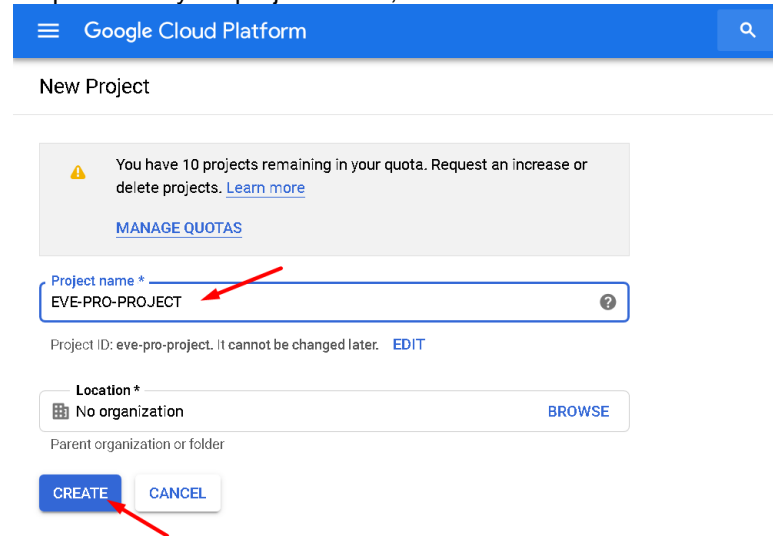 Google Cloud Platform
New Project
You have 10 projects remaining in your quota. Request an increase or
delete projects. Learn more
MANAGE QUOTAS
Project name *
EVE-PRO-PROJECT
Project ID: eve-pro-project. It cannot be changed later. EDIT
Location *
No organization BROWSE
Parent organization or folder
CREATE CANCEL